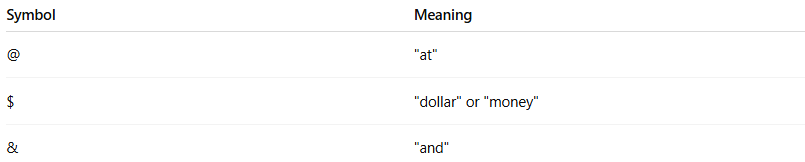 Symbol Meaning
@ "at"
$ "dollar" or "money"
& "and"